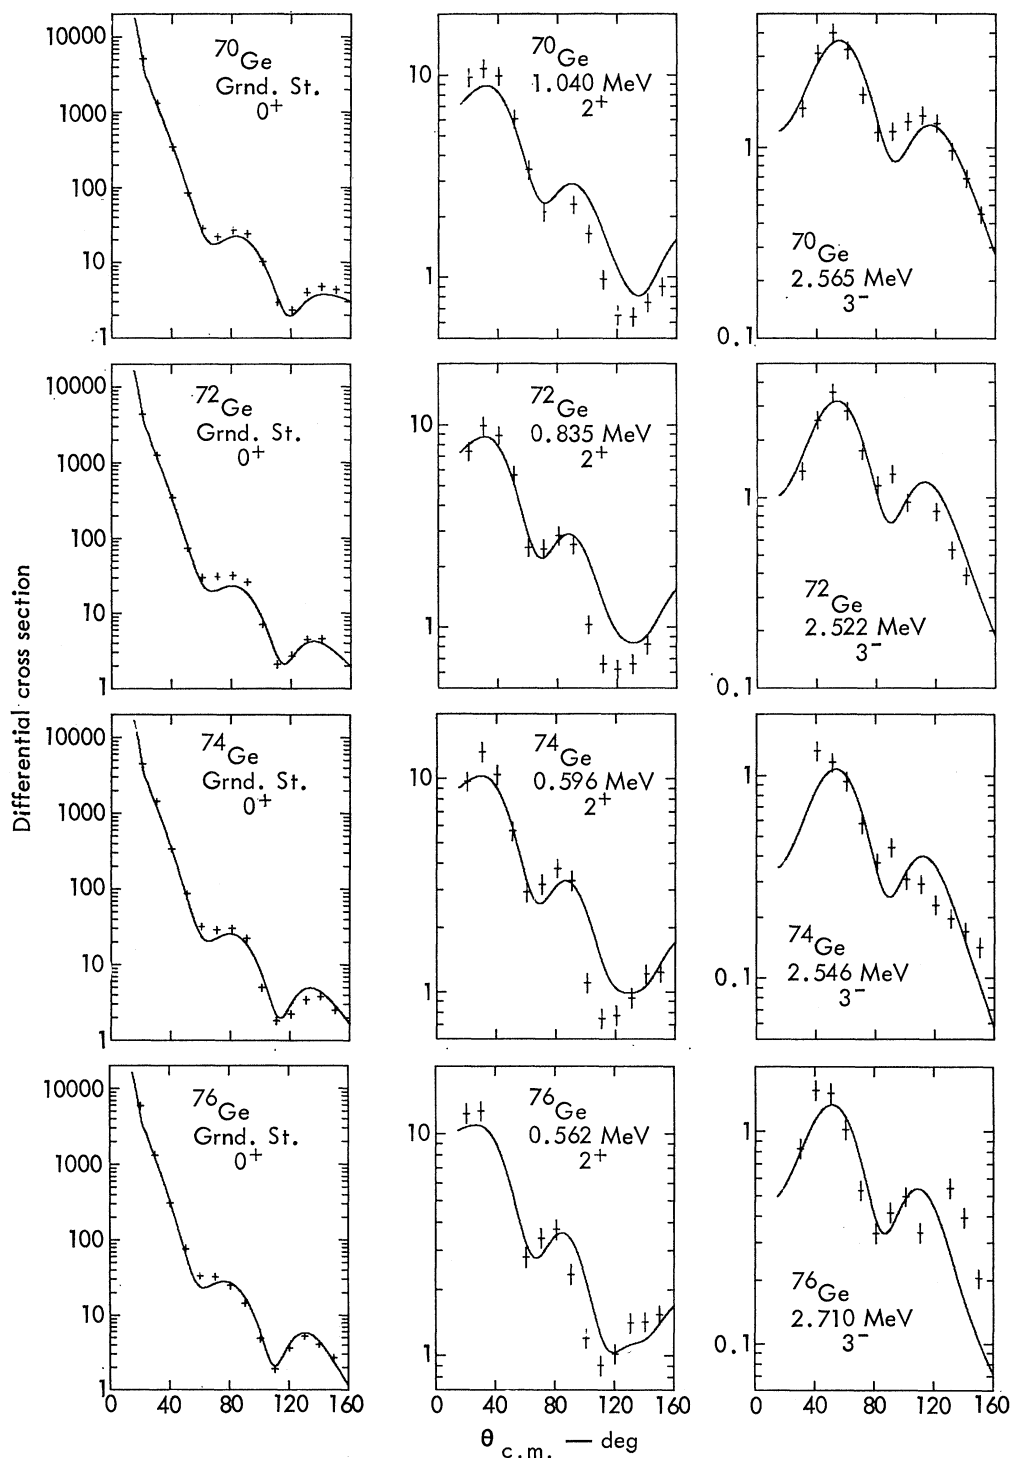 Differential cross section
10000
1000
100
10
1
70Ge
Grnd. St.
0+
10
1
70Ge
1.040 MeV
2+
1
0.1
70Ge
2.565 MeV
3-
10000
1000
100
10
1
72Ge
Grnd. St.
0+
10
1
72Ge
0.835 MeV
2+
1
0.1
72Ge
2.522 MeV
3-
10000
1000
100
10
1
74Ge
Grnd. St.
0+
10
1
74Ge
0.596 MeV
2+
1
0.1
74Ge
2.546 MeV
3-
10000
1000
100
10
1
76Ge
Grnd. St.
0+
10
1
76Ge
0.562 MeV
2+
1
0.1
76Ge
2.710 MeV
3-
0 40 80 120 160
0 40 80 120 160
0 40 80 120 160
θ c.m. — deg